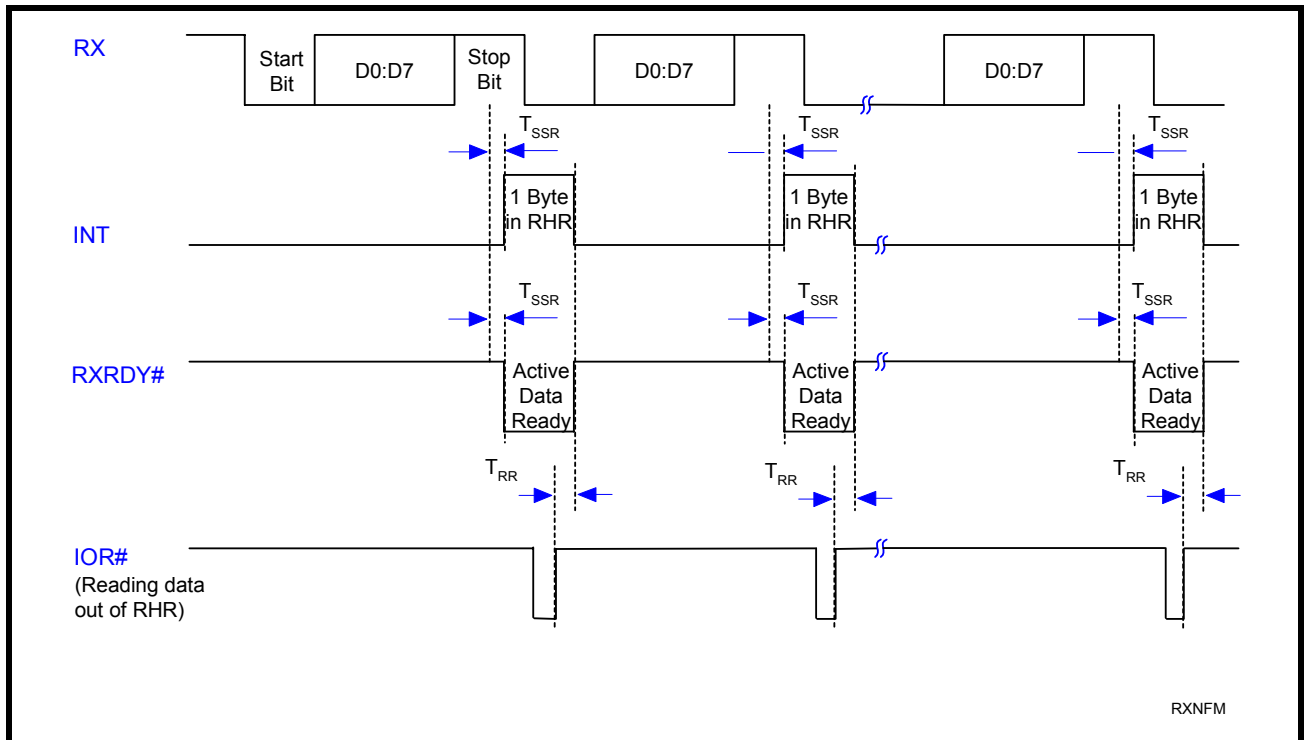 RX
Start
Bit
D0:D7
Stop
Bit
D0:D7
D0:D7
TSSR
TSSR
TSSR
INT
1 Byte
in RHR
1 Byte
in RHR
1 Byte
in RHR
TSSR
TSSR
TSSR
RXRDY#
Active
Data
Ready
Active
Data
Ready
Active
Data
Ready
TRR
TRR
TRR
IOR#
(Reading data
out of RHR)
RXNFM